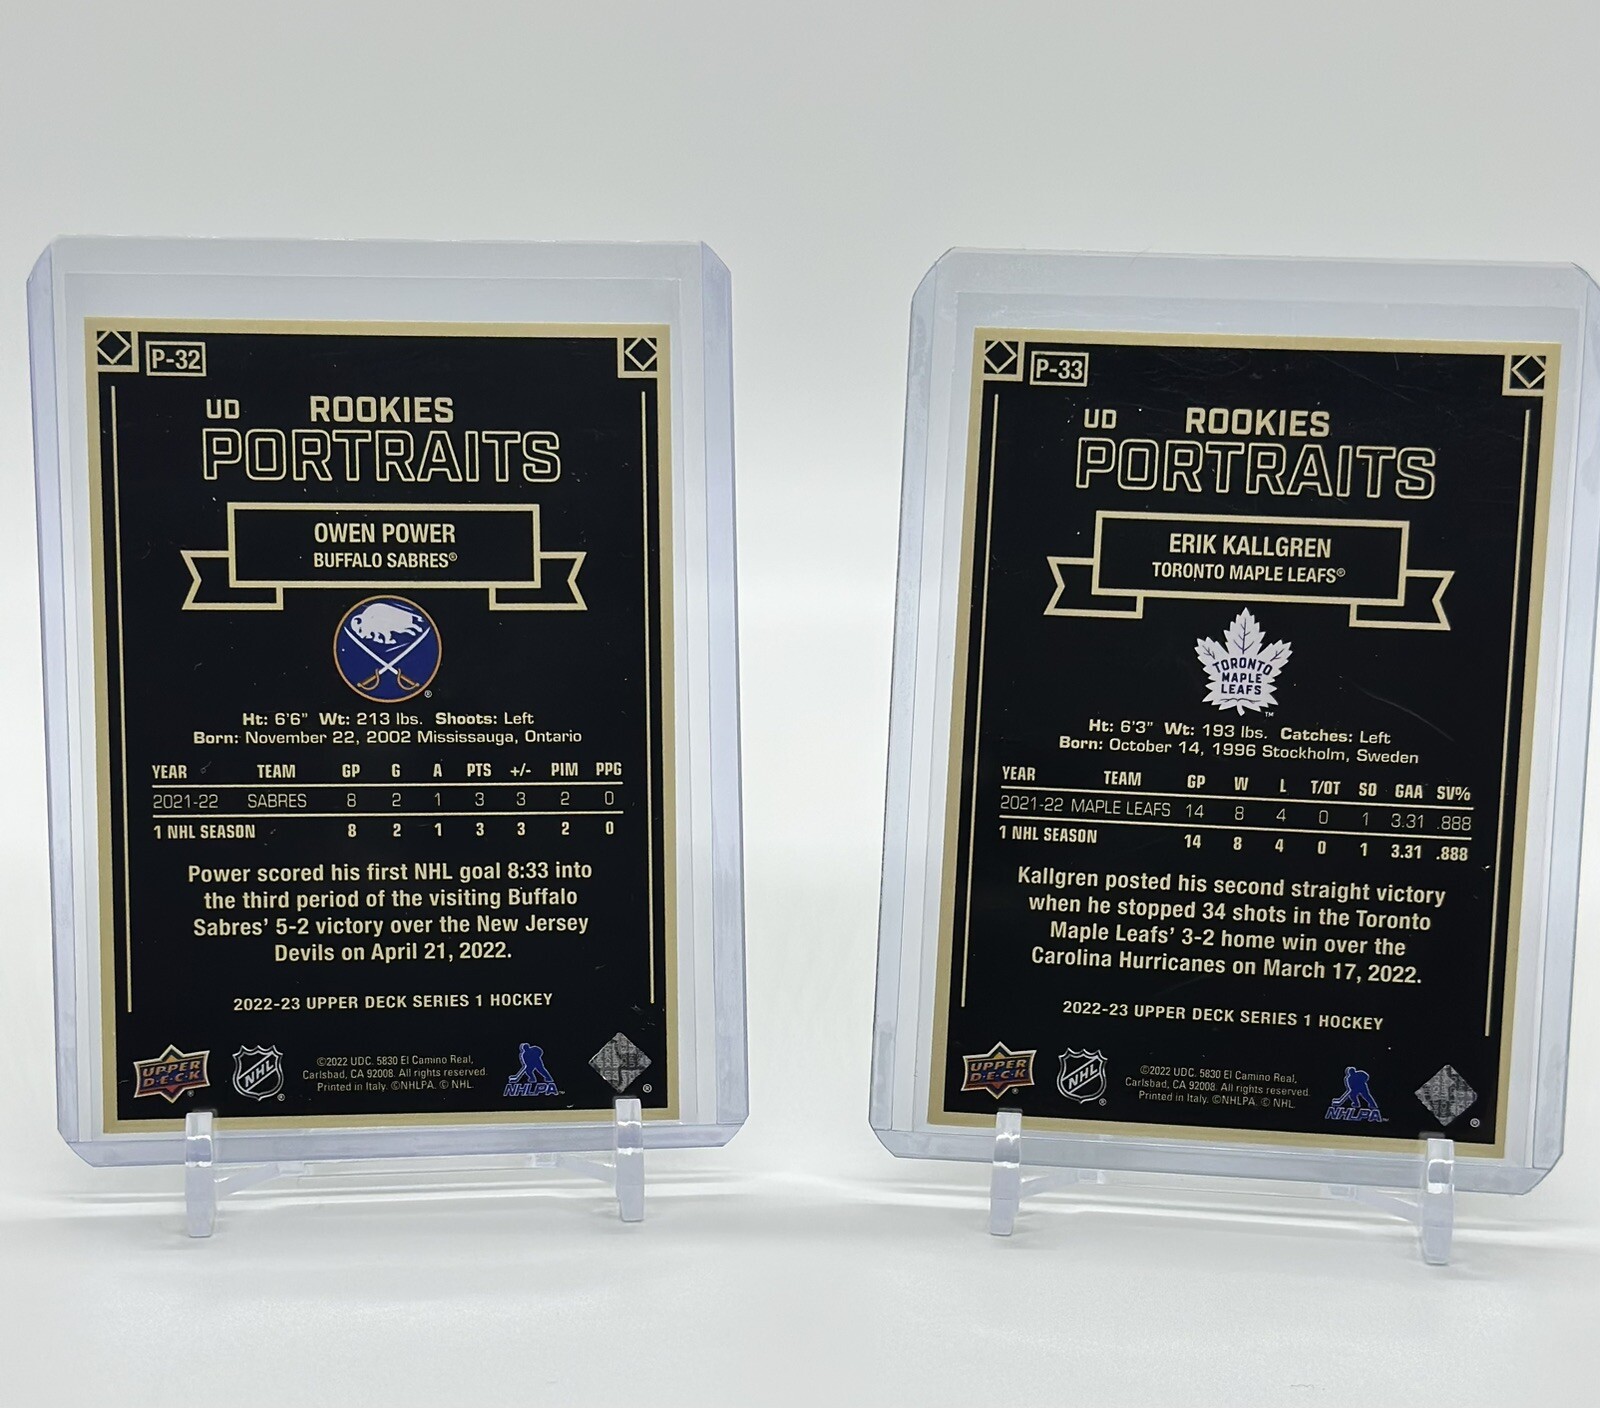 P-32
UD ROOKIES
PORTRAITS
OWEN POWER
BUFFALO SABRES®
®
Ht: 6'6" Wt: 213 lbs. Shoots: Left
Born: November 22, 2002 Mississauga, Ontario
YEAR TEAM GP G A PTS +/- PIM PPG
2021-22 SABRES 8 2 1 3 3 2 0
1 NHL SEASON 8 2 1 3 3 2 0
Power scored his first NHL goal 8:33 into
the third period of the visiting Buffalo
Sabres' 5-2 victory over the New Jersey
Devils on April 21, 2022.
2022-23 UPPER DECK SERIES 1 HOCKEY
UPPER
DECK
®
NHL
®
©2022 UDC. 5830 El Camino Real,
Carlsbad, CA 92008. All rights reserved.
Printed in Italy. ©NHLPA. © NHL.
NHLPA™
®
P-33
UD ROOKIES
PORTRAITS
ERIK KALLGREN
TORONTO MAPLE LEAFS®
TORONTO
MAPLE
LEAFS
™
Ht: 6'3" Wt: 193 lbs. Catches: Left
Born: October 14, 1996 Stockholm, Sweden
YEAR TEAM GP W L T/OT SO GAA SV%
2021-22 MAPLE LEAFS 14 8 4 0 1 3.31 .888
1 NHL SEASON 14 8 4 0 1 3.31 .888
Kallgren posted his second straight victory
when he stopped 34 shots in the Toronto
Maple Leafs' 3-2 home win over the
Carolina Hurricanes on March 17, 2022.
2022-23 UPPER DECK SERIES 1 HOCKEY
UPPER
DECK
®
NHL
®
©2022 UDC. 5830 El Camino Real,
Carlsbad, CA 92008. All rights reserved.
Printed in Italy. ©NHLPA. © NHL.
NHLPA™
®